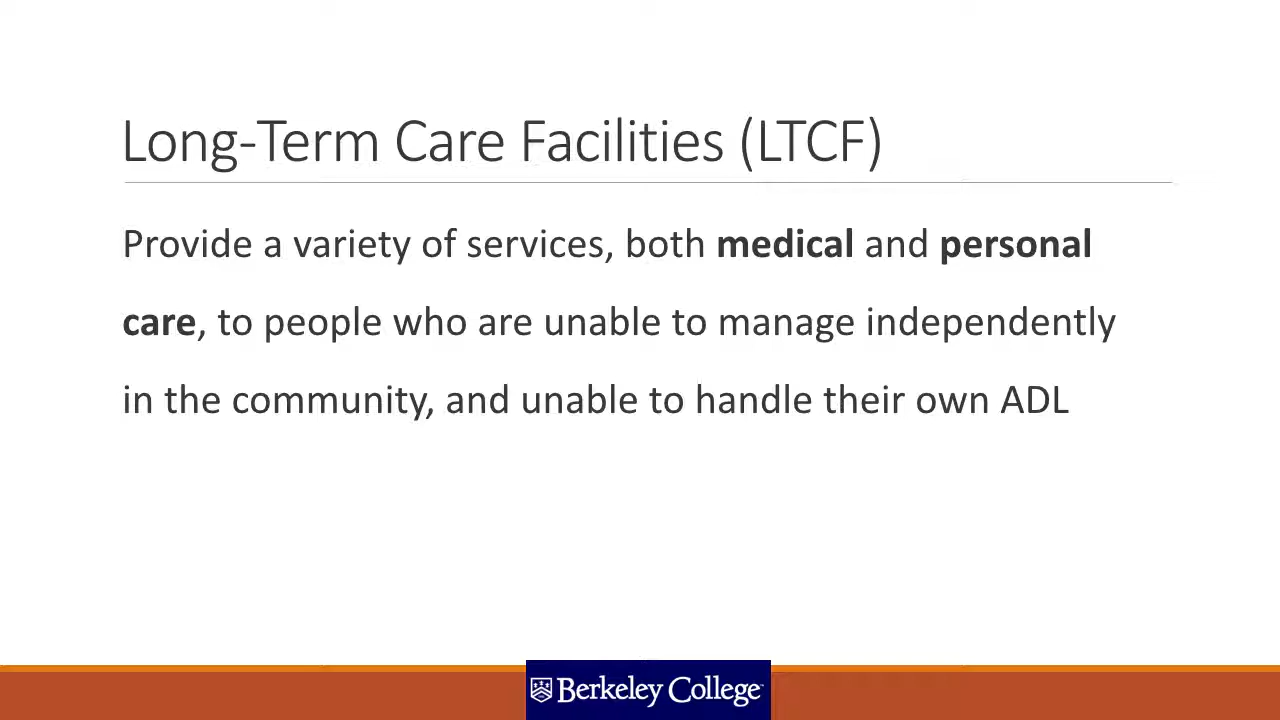 Long-Term Care Facilities (LTCF)
Provide a variety of services, both medical and personal
care, to people who are unable to manage independently
in the community, and unable to handle their own ADL
Berkeley College